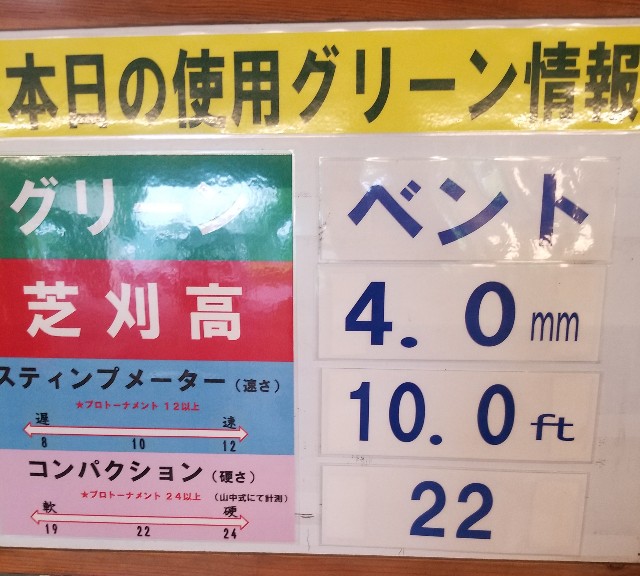 本日の使用グリーン情報
グリーン ベント
芝刈高 4.0mm
スティンプメーター(速さ) 10.0ft
★プロトーナメント 12以上
遅 速
8 10 12
コンパクション(硬さ) 22
★プロトーナメント 24以上 (山中式にて計測)
軟 硬
19 22 24